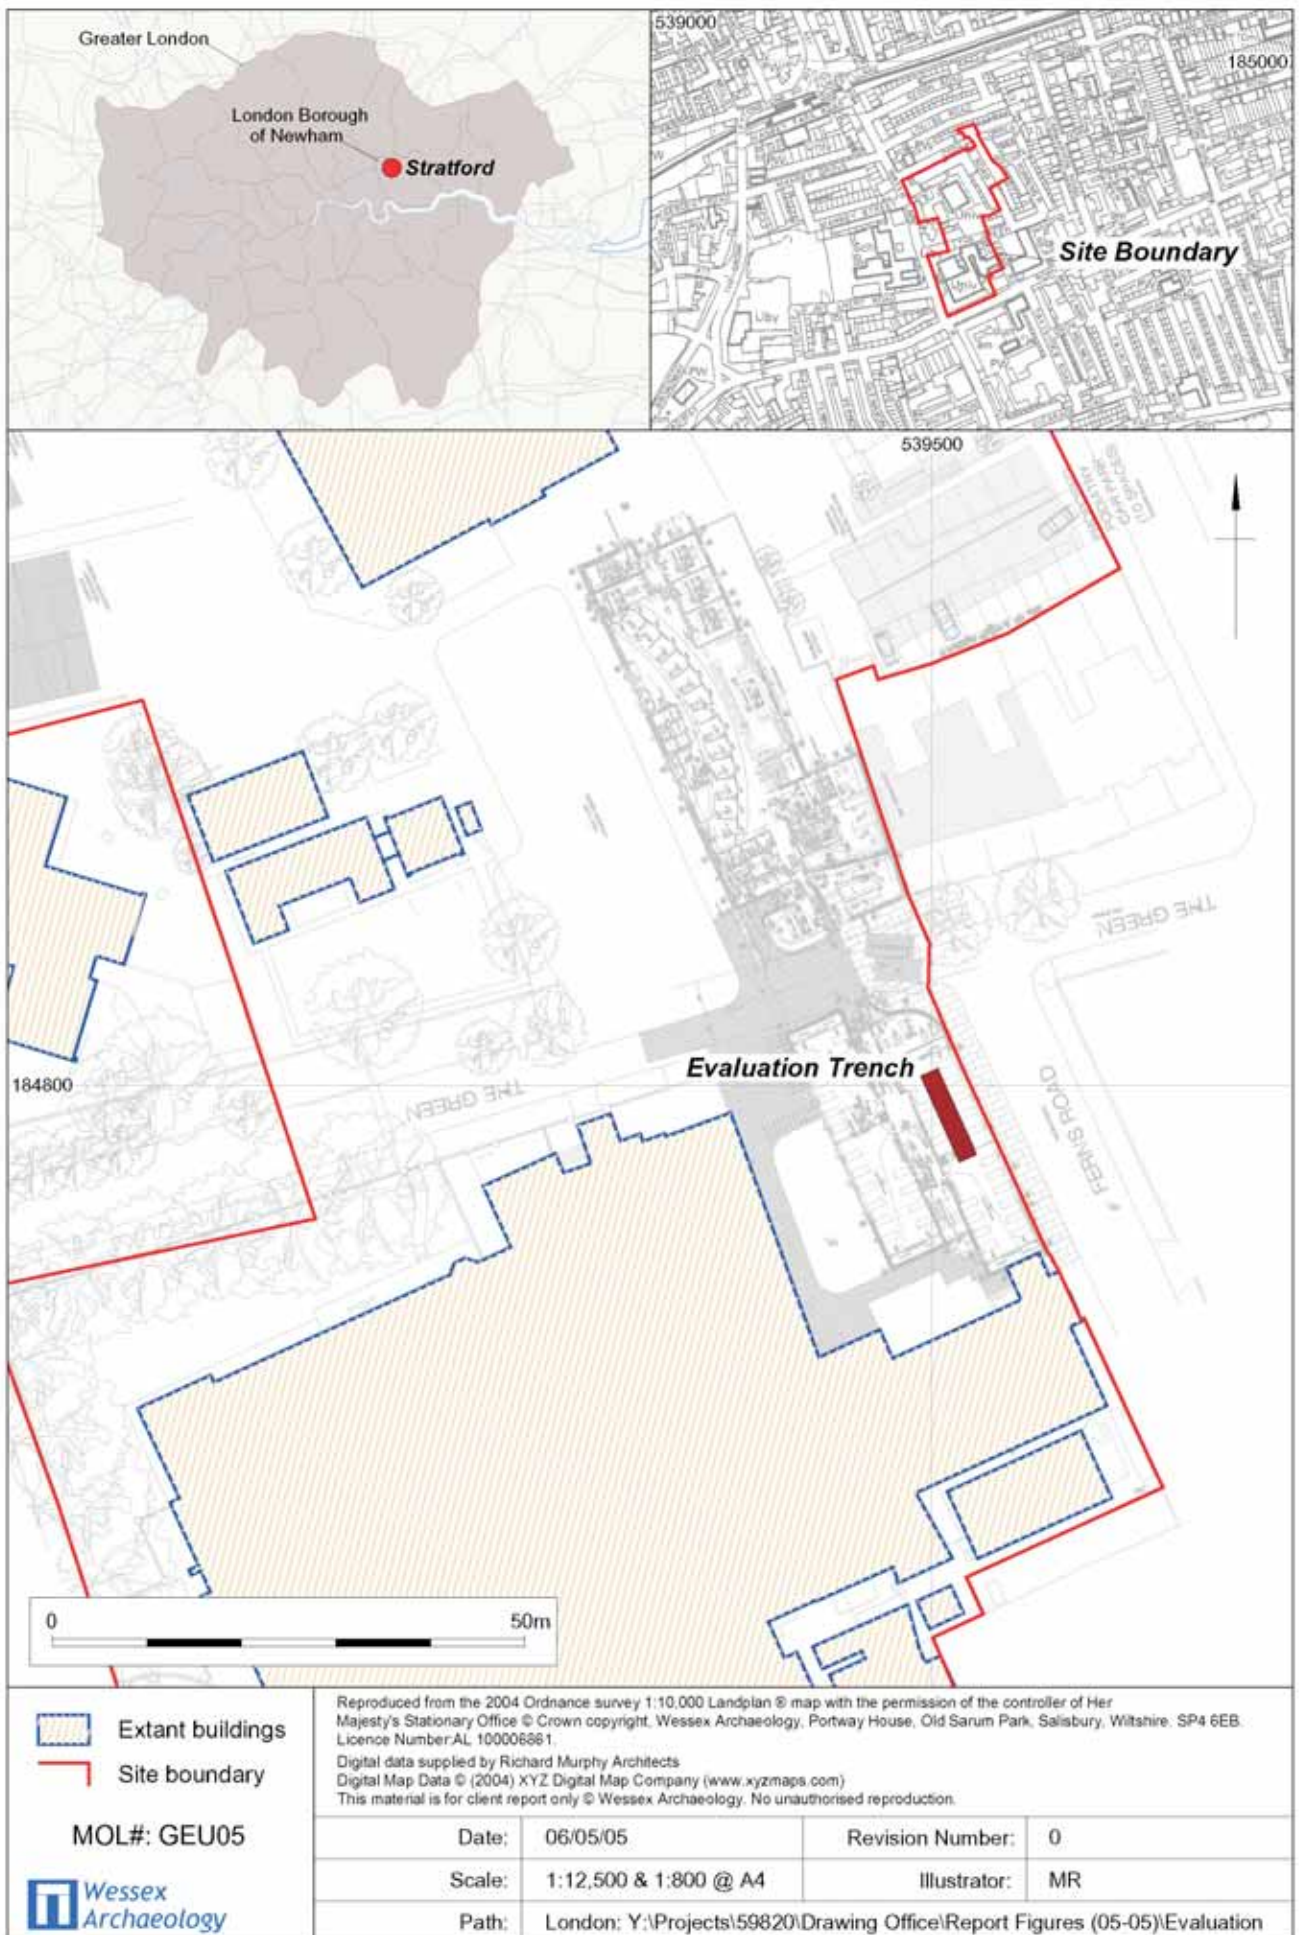 Greater London
London Borough
of Newham
Stratford
539000
185000
Site Boundary
Liby
539500
PODIATRY
CAR PARK
(10 SPACES)
THE GREEN
Evaluation Trench
184800
THE GREEN
FERNS ROAD
0
50m
Extant buildings
Site boundary
MOL#: GEU05
Wessex
Archaeology
Reproduced from the 2004 Ordnance survey 1:10,000 Landplan ® map with the permission of the controller of Her
Majesty's Stationary Office © Crown copyright, Wessex Archaeology, Portway House, Old Sarum Park, Salisbury, Wiltshire. SP4 6EB.
Licence Number:AL 100006861.
Digital data supplied by Richard Murphy Architects
Digital Map Data © (2004) XYZ Digital Map Company (www.xyzmaps.com)
This material is for client report only © Wessex Archaeology. No unauthorised reproduction.
Date: 06/05/05
Revision Number: 0
Scale: 1:12,500 & 1:800 @ A4
Illustrator: MR
Path: London: Y:\Projects\59820\Drawing Office\Report Figures (05-05)\Evaluation